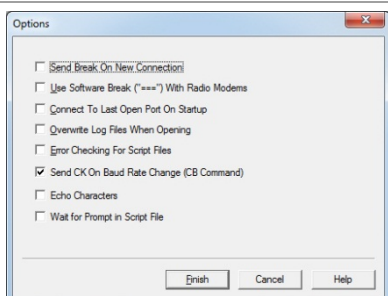 Options
Send Break On New Connection
Use Software Break ("===") With Radio Modems
Connect To Last Open Port On Startup
Overwrite Log Files When Opening
Error Checking For Script Files
Send CK On Baud Rate Change (CB Command)
Echo Characters
Wait for Prompt in Script File
Finish Cancel Help